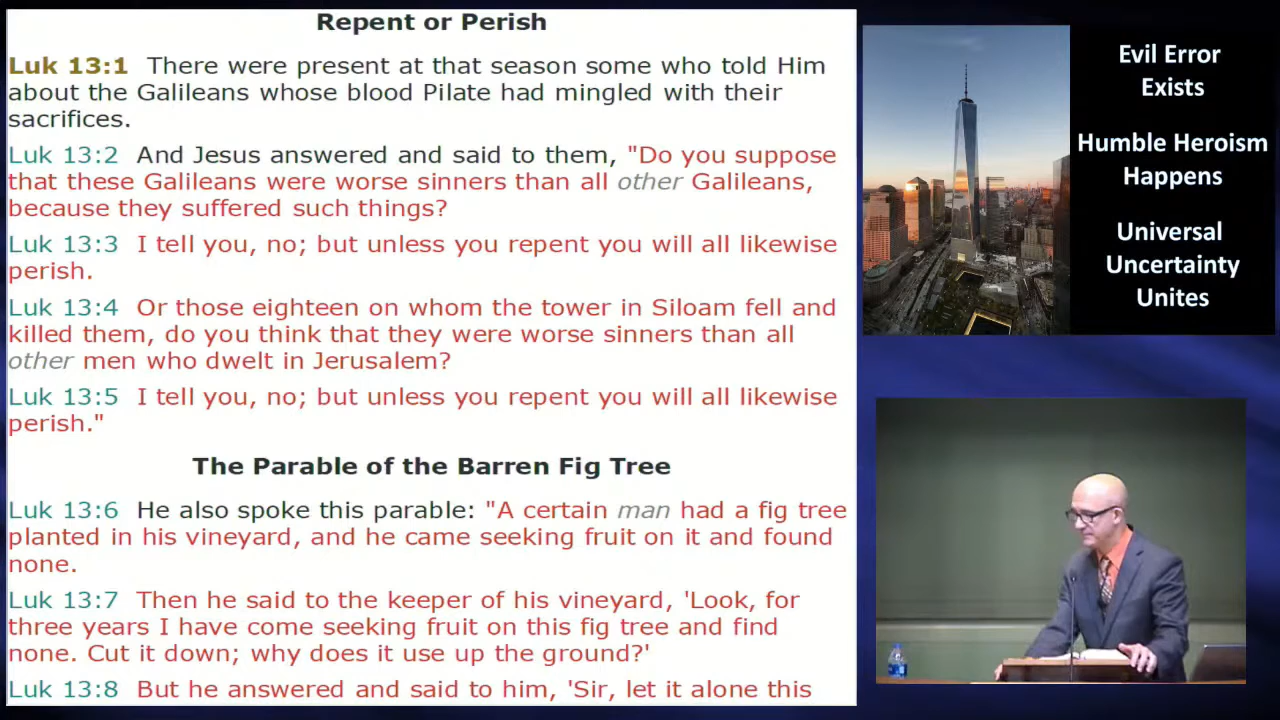 Repent or Perish
Luk 13:1 There were present at that season some who told Him
about the Galileans whose blood Pilate had mingled with their
sacrifices.
Luk 13:2 And Jesus answered and said to them, "Do you suppose
that these Galileans were worse sinners than all other Galileans,
because they suffered such things?
Luk 13:3 I tell you, no; but unless you repent you will all likewise
perish.
Luk 13:4 Or those eighteen on whom the tower in Siloam fell and
killed them, do you think that they were worse sinners than all
other men who dwelt in Jerusalem?
Luk 13:5 I tell you, no; but unless you repent you will all likewise
perish."
The Parable of the Barren Fig Tree
Luk 13:6 He also spoke this parable: "A certain man had a fig tree
planted in his vineyard, and he came seeking fruit on it and found
none.
Luk 13:7 Then he said to the keeper of his vineyard, 'Look, for
three years I have come seeking fruit on this fig tree and find
none. Cut it down; why does it use up the ground?'
Luk 13:8 But he answered and said to him, 'Sir, let it alone this
Evil Error
Exists
Humble Heroism
Happens
Universal
Uncertainty
Unites